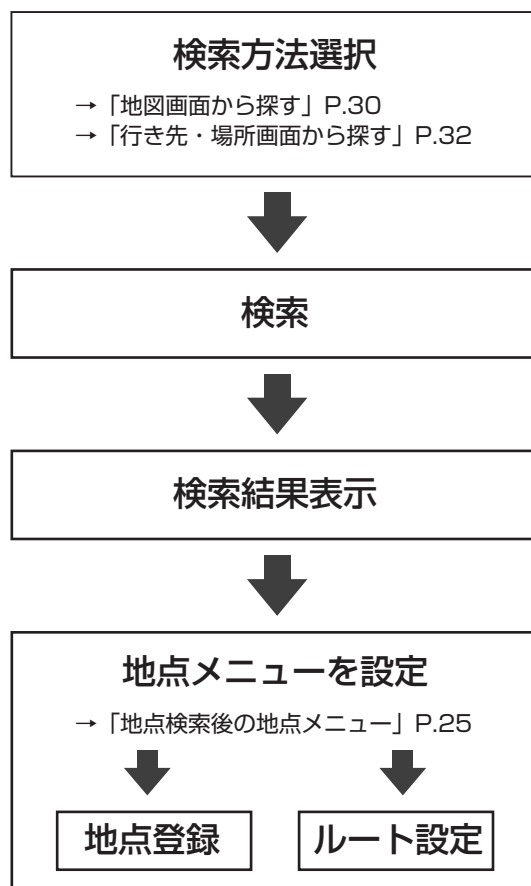 検索方法選択
→「地図画面から探す」P.30
→「行き先・場所画面から探す」P.32
検索
検索結果表示
地点メニューを設定
→「地点検索後の地点メニュー」P.25
地点登録
ルート設定